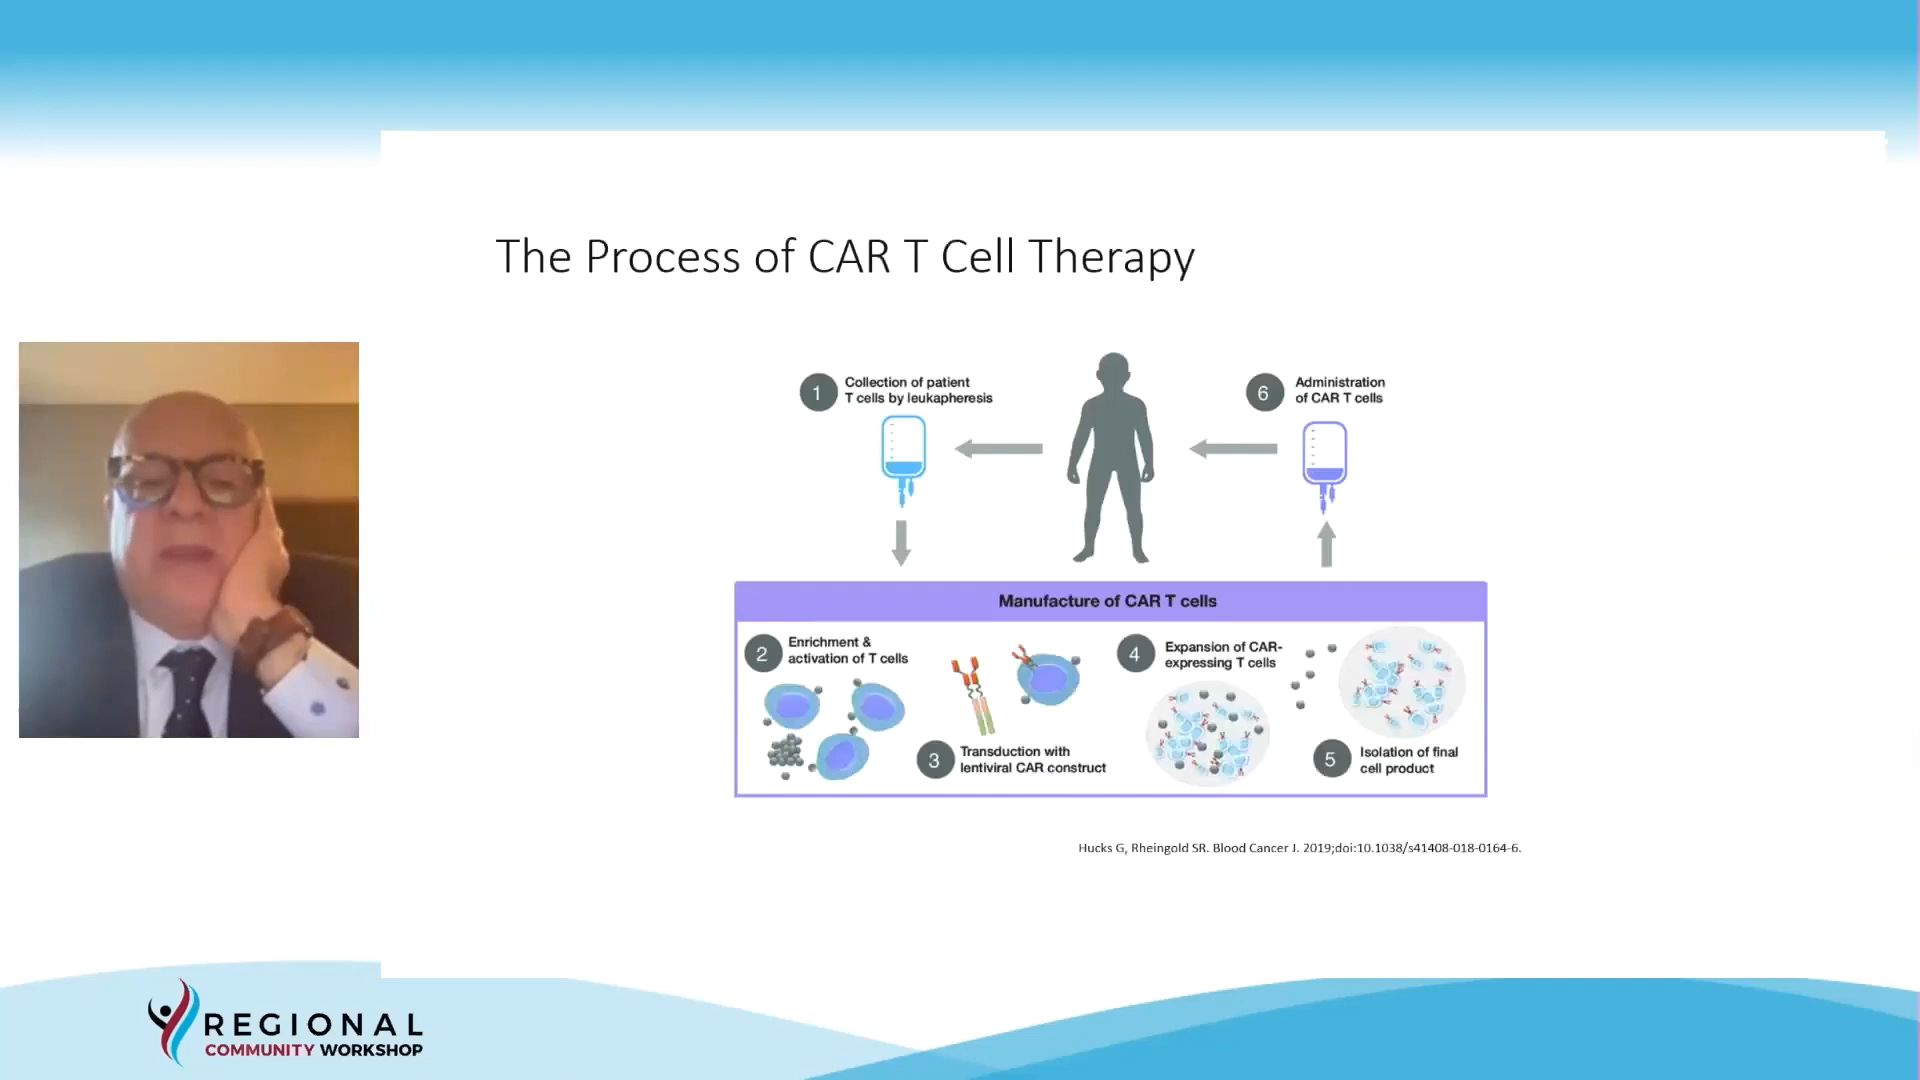 The Process of CAR T Cell Therapy
1
Collection of patient
T cells by leukapheresis
6
Administration
of CAR T cells
Manufacture of CAR T cells
2
Enrichment &
activation of T cells
3
Transduction with
lentiviral CAR construct
4
Expansion of CAR-
expressing T cells
5
Isolation of final
cell product
Hucks G, Rheingold SR. Blood Cancer J. 2019;doi:10.1038/s41408-018-0164-6.
REGIONAL
COMMUNITY WORKSHOP